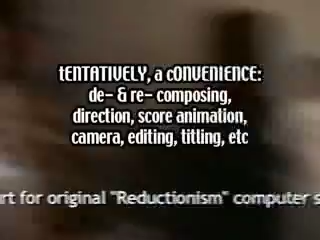 tENTATIVELY, a cONVENIENCE:
de- & re- composing,
direction, score animation,
camera, editing, titling, etc
rt for original "Reductionism" computer s